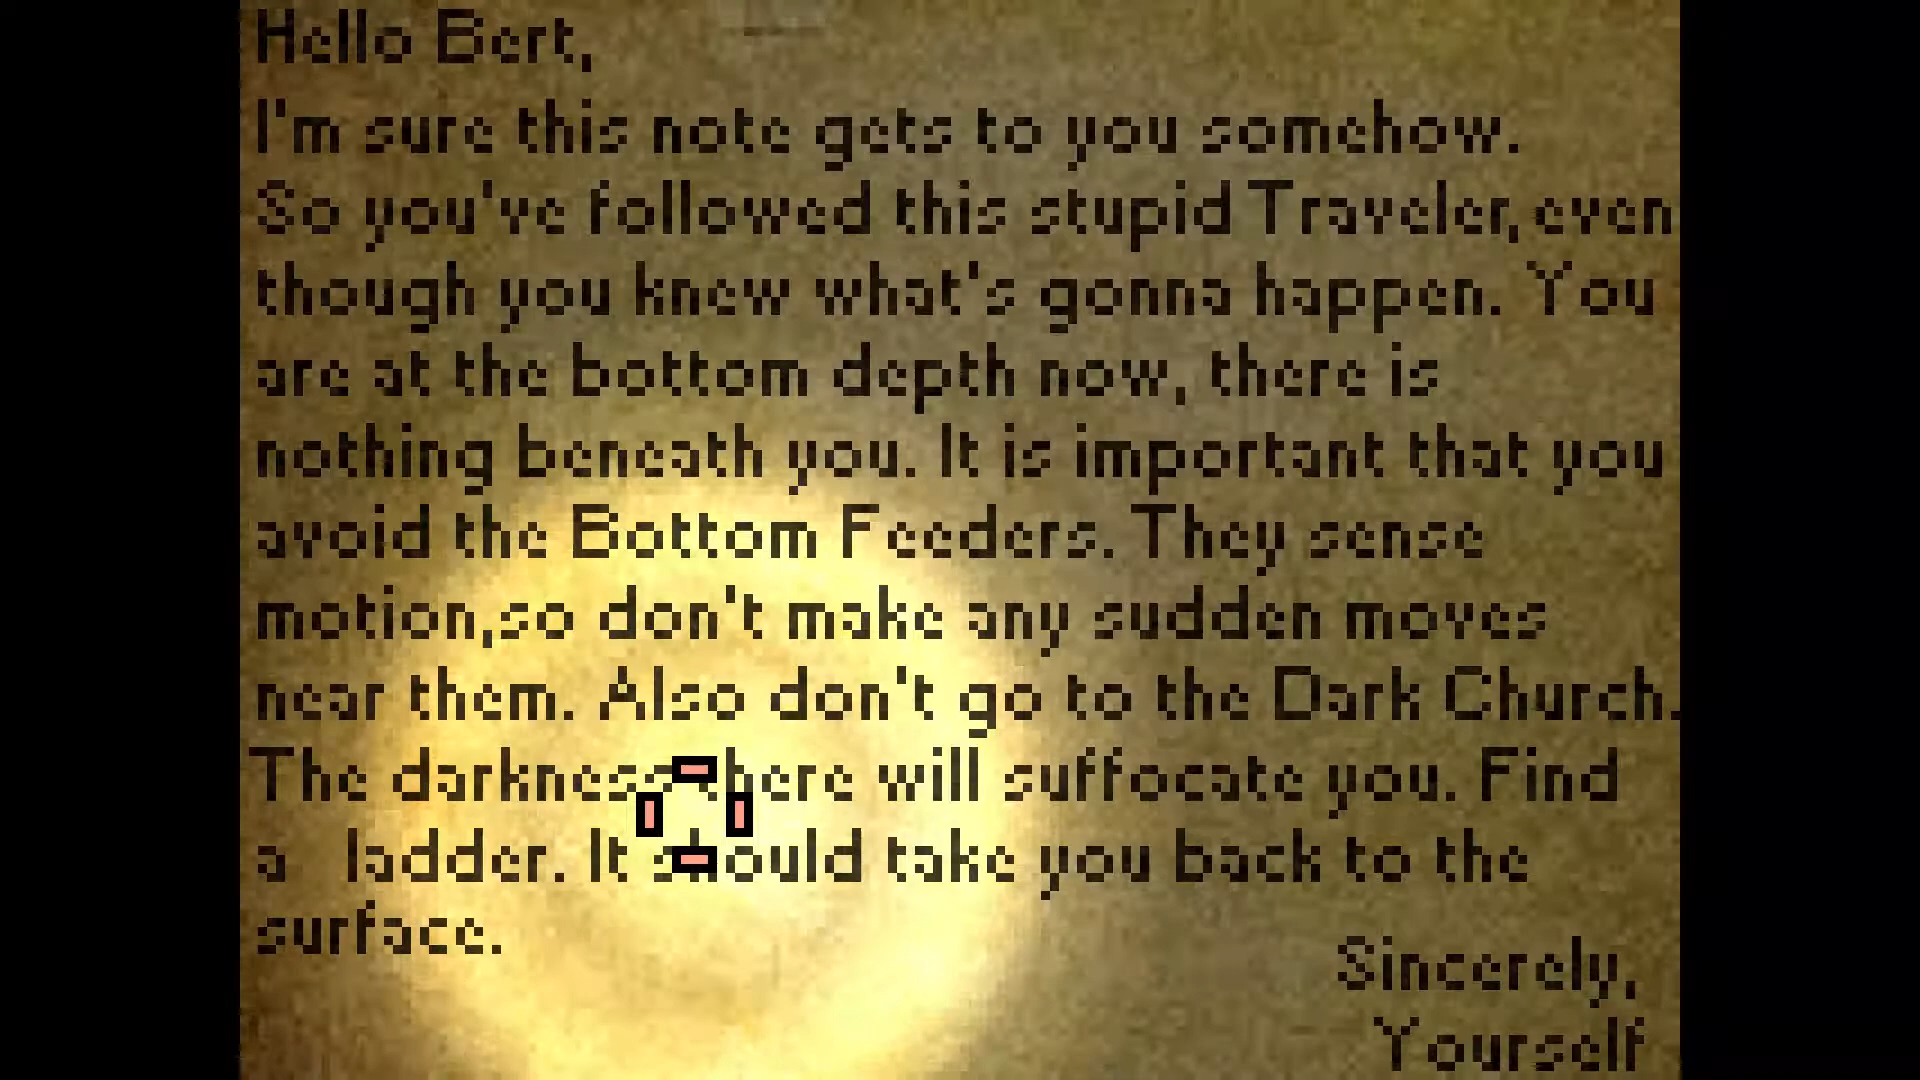 Hello Bert,
I'm sure this note gets to you somehow.
So you've followed this stupid Traveler, even
though you knew what's gonna happen. You
are at the bottom depth now, there is
nothing beneath you. It is important that you
avoid the Bottom Feeders. They sense
motion,so don't make any sudden moves
near them. Also don't go to the Dark Church.
The darkness there will suffocate you. Find
a ladder. It should take you back to the
surface.
Sincerely,
Yourself